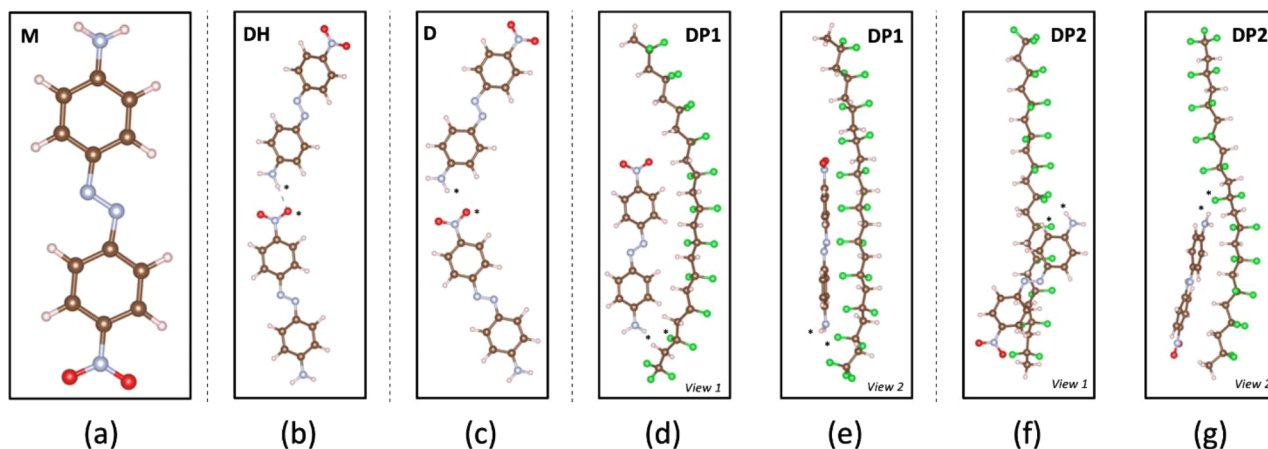 M
DH
D
DP1
DP1
DP2
DP2
*
*
*
*
*
*
*
*
*
*
*
*
View 1
View 2
View 1
View 2
(a)
(b)
(c)
(d)
(e)
(f)
(g)